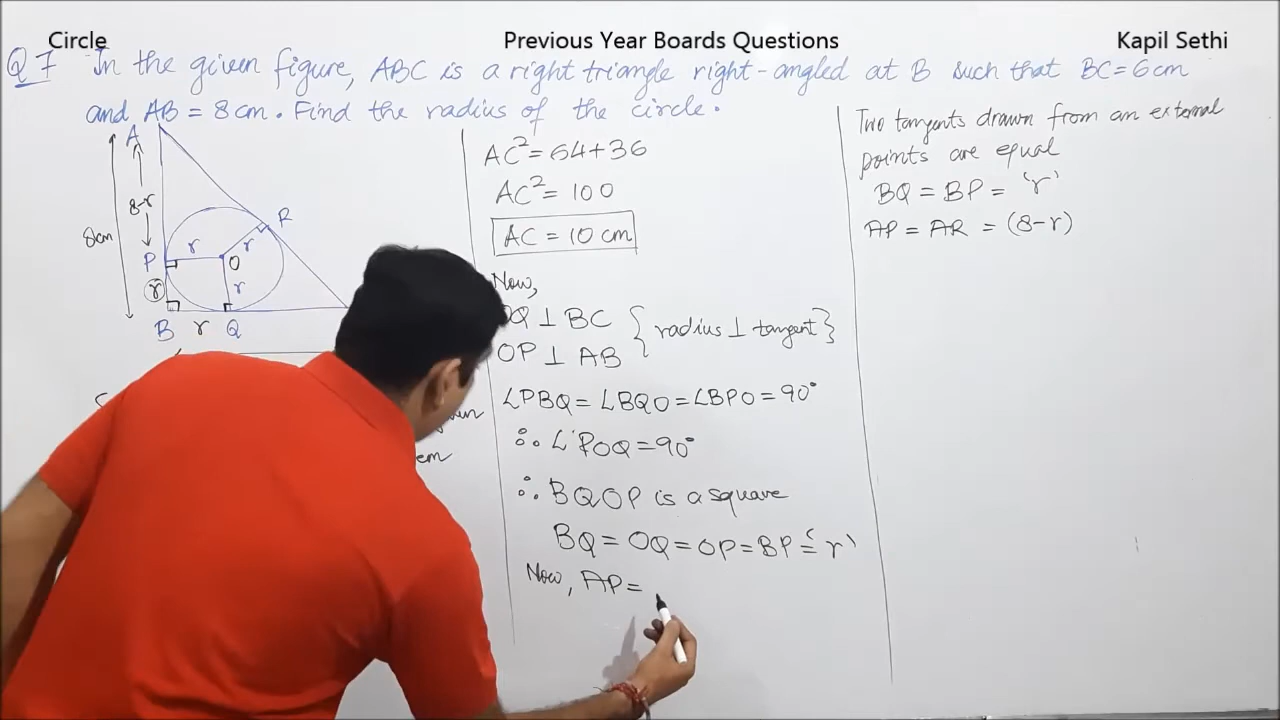 Circle
Previous Year Boards Questions
Kapil Sethi
Q 7 In the given figure, ABC is a right triangle right-angled at B such that BC=6cm
and AB = 8cm. Find the radius of the circle.
A
8-r
8cm
P
r
r
R
O
r
r
B
r
Q
AC²=64+36
AC²= 100
AC = 10 cm
Now,
OQ ⊥ BC
OP ⊥ AB
{ radius ⊥ tangent }
∠PBQ = ∠BQO = ∠BPO = 90°
∴ ∠POQ = 90°
∴ BQOP is a square
BQ = OQ = OP = BP = 'r'
Now, AP =
Two tangents drawn from an external
points are equal
BQ = BP = 'r'
AP = AR = (8-r)